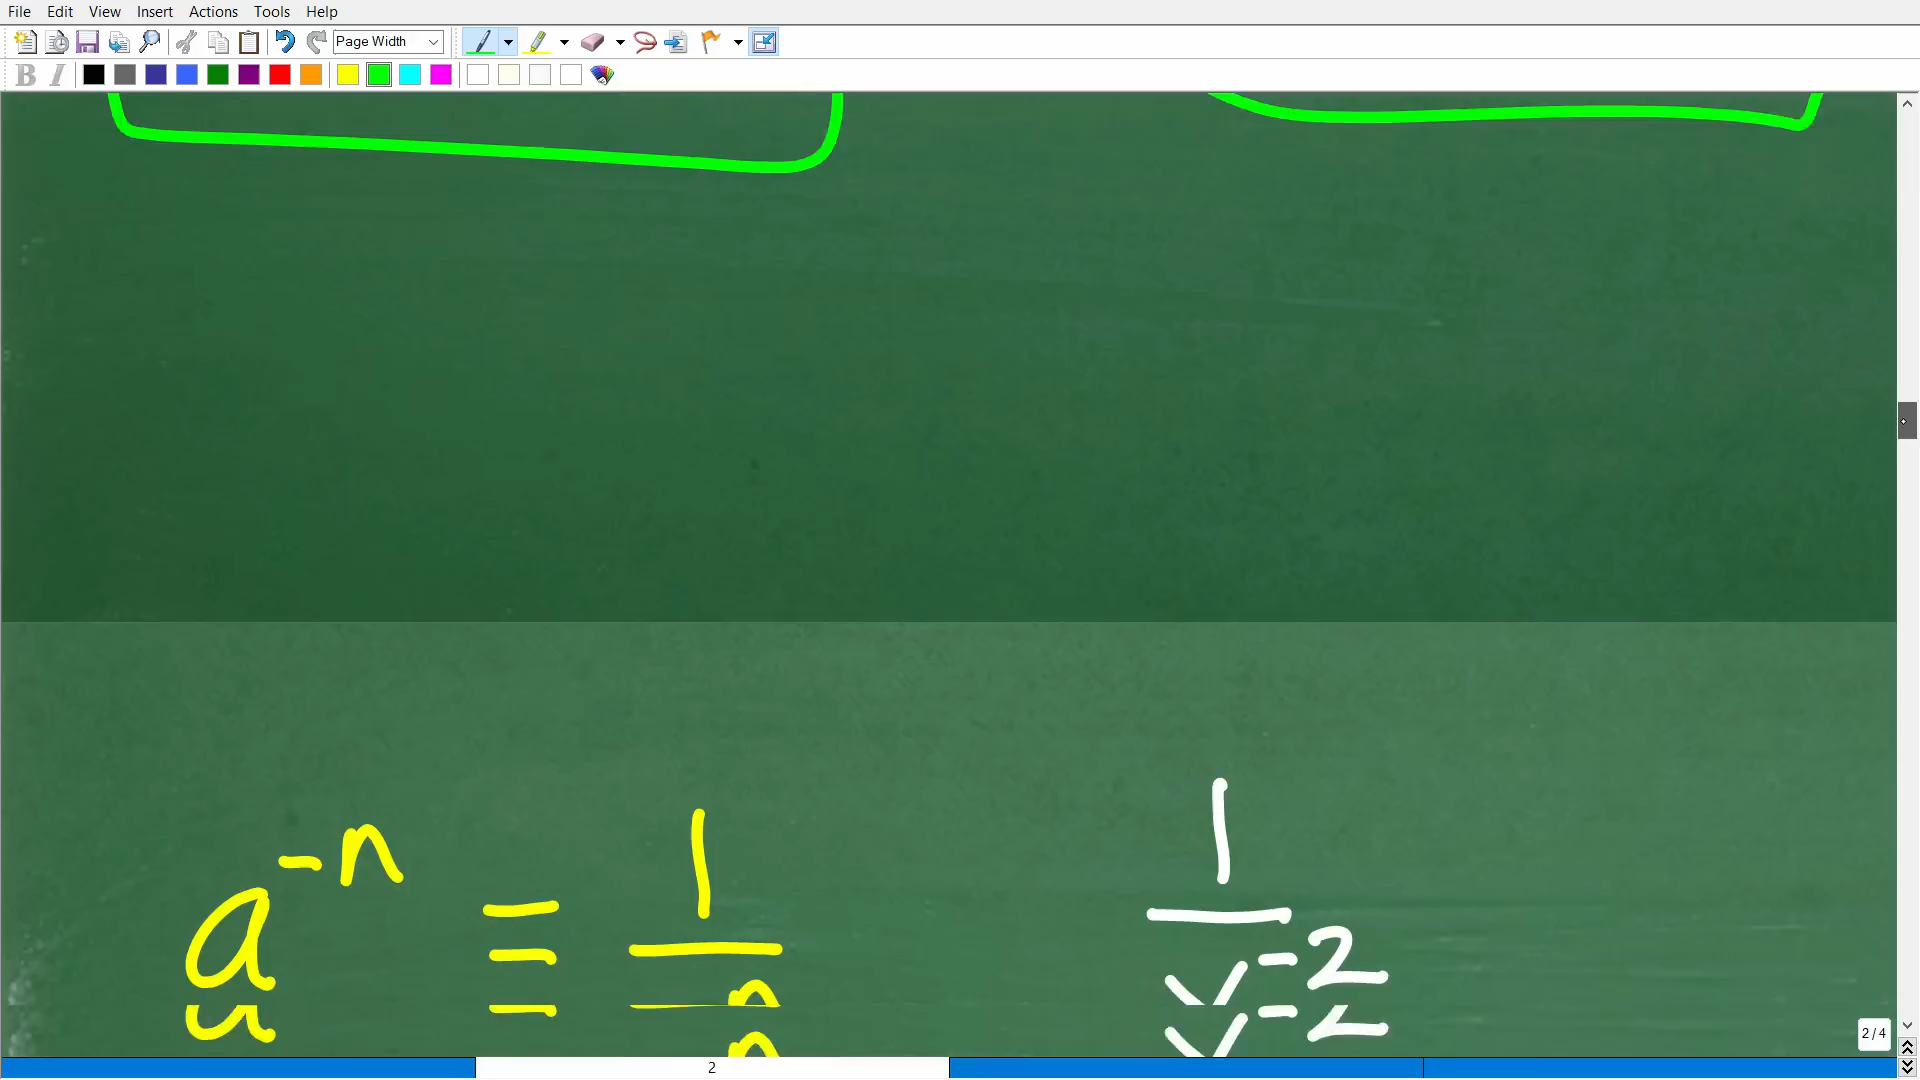 File Edit View Insert Actions Tools Help
Page Width
B I
a^-n = 1/n
1/y^-2
2 / 4
2